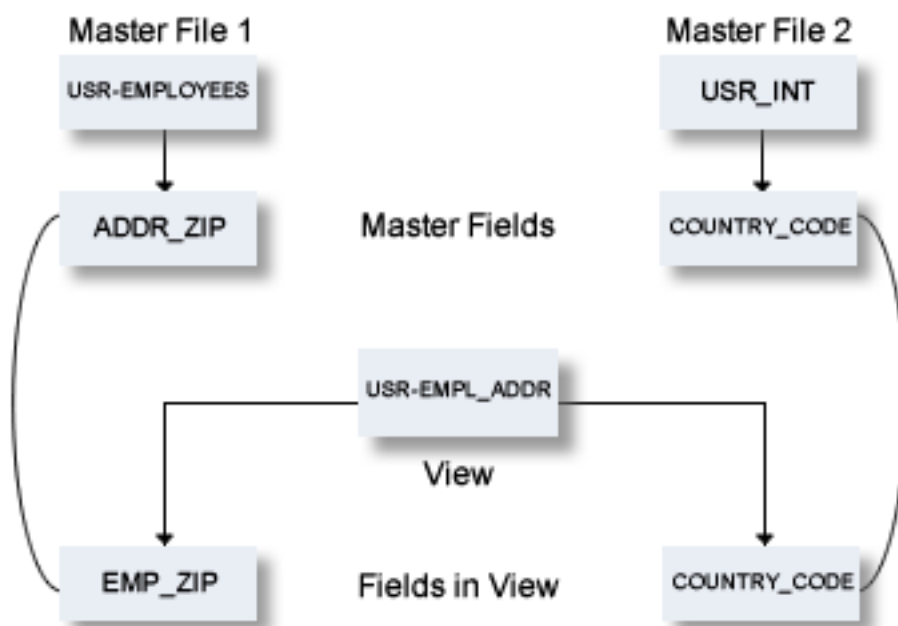 Master File 1
Master File 2
USR-EMPLOYEES
USR_INT
ADDR_ZIP
Master Fields
COUNTRY_CODE
USR-EMPL_ADDR
View
EMP_ZIP
Fields in View
COUNTRY_CODE